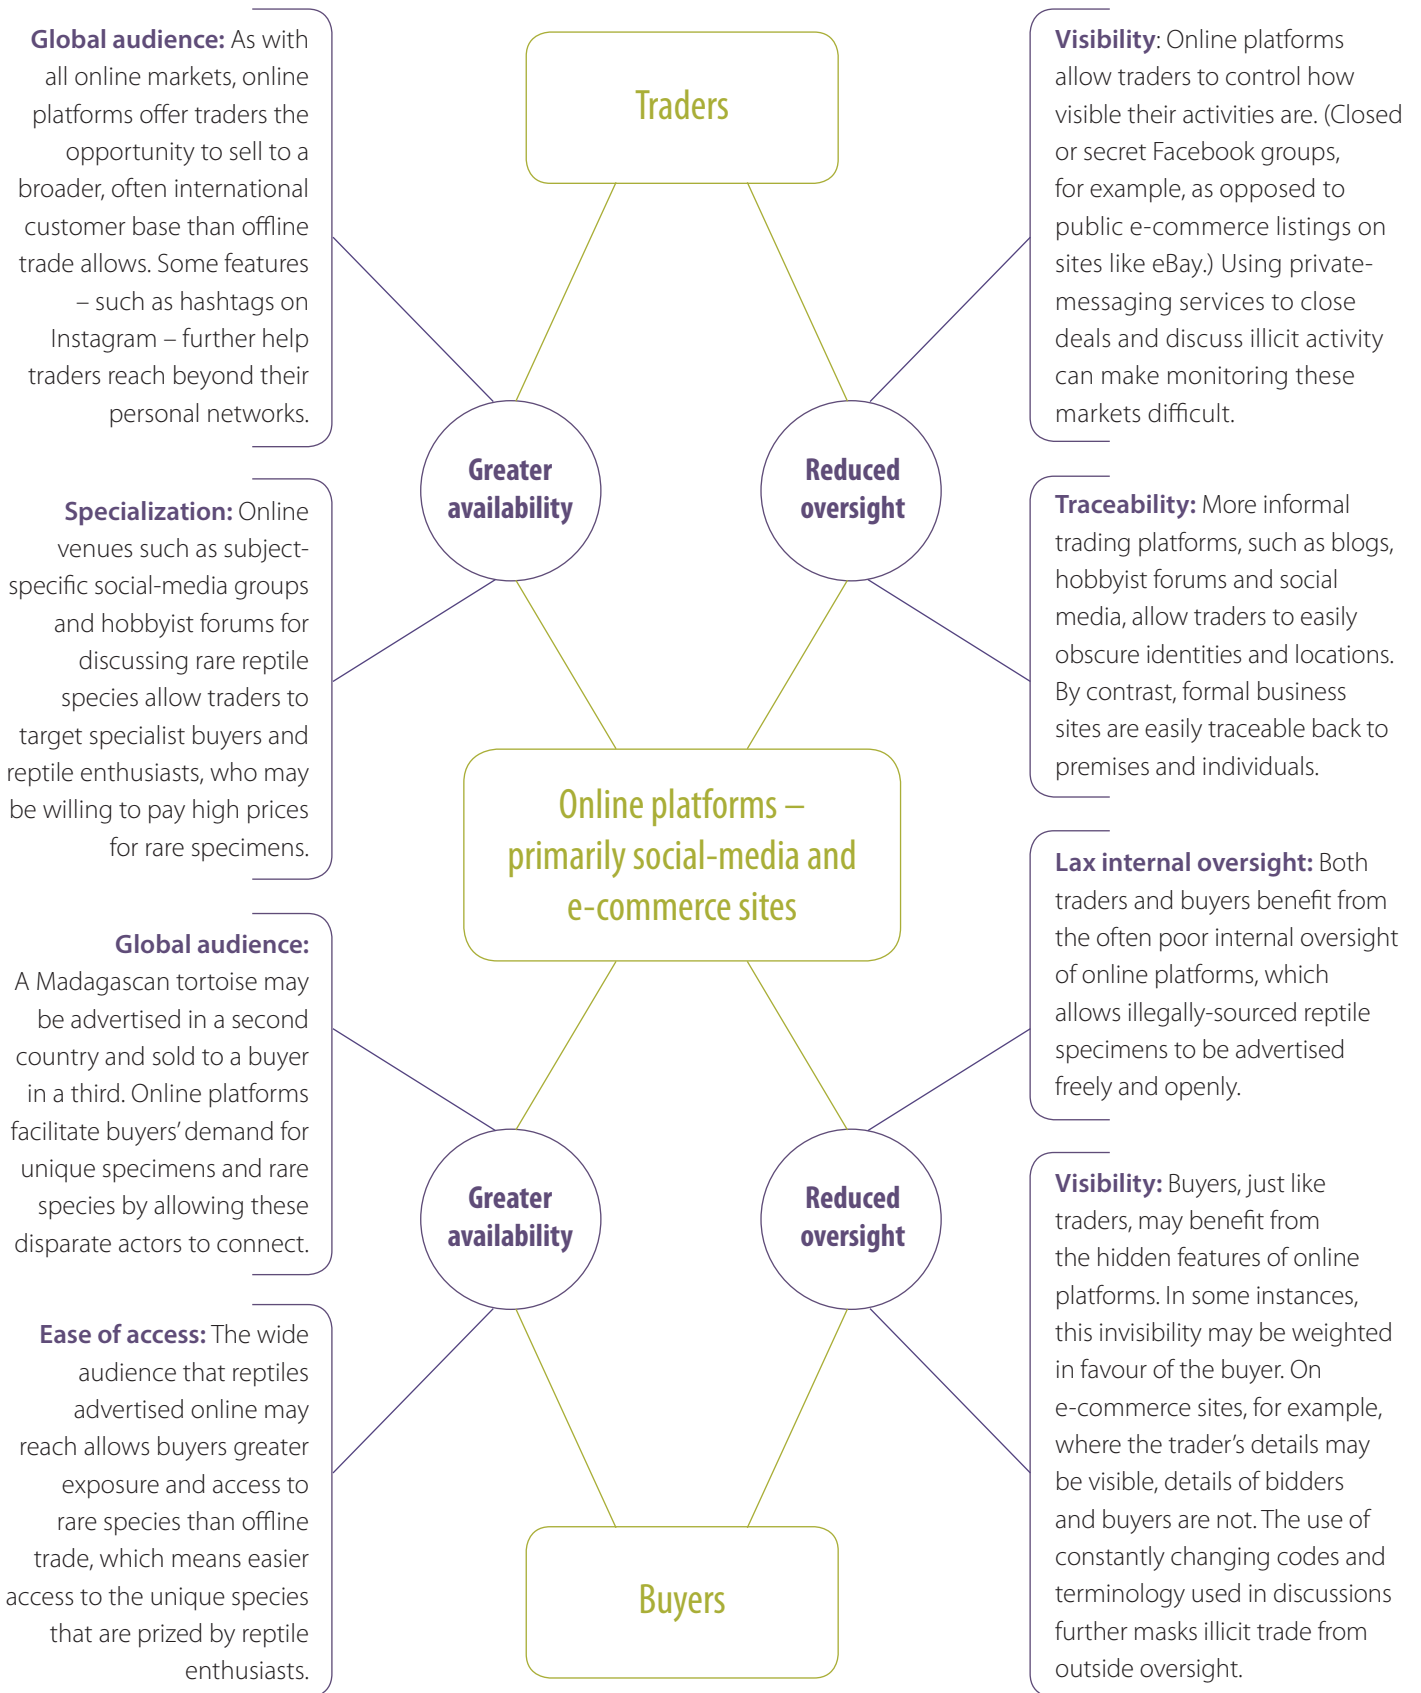 Global audience: As with
all online markets, online
platforms offer traders the
opportunity to sell to a
broader, often international
customer base than offline
trade allows. Some features
– such as hashtags on
Instagram – further help
traders reach beyond their
personal networks.
Specialization: Online
venues such as subject-
specific social-media groups
and hobbyist forums for
discussing rare reptile
species allow traders to
target specialist buyers and
reptile enthusiasts, who may
be willing to pay high prices
for rare specimens.
Global audience:
A Madagascan tortoise may
be advertised in a second
country and sold to a buyer
in a third. Online platforms
facilitate buyers’ demand for
unique specimens and rare
species by allowing these
disparate actors to connect.
Ease of access: The wide
audience that reptiles
advertised online may
reach allows buyers greater
exposure and access to
rare species than offline
trade, which means easier
access to the unique species
that are prized by reptile
enthusiasts.
Traders
Greater
availability
Reduced
oversight
Online platforms –
primarily social-media and
e-commerce sites
Greater
availability
Reduced
oversight
Buyers
Visibility: Online platforms
allow traders to control how
visible their activities are. (Closed
or secret Facebook groups,
for example, as opposed to
public e-commerce listings on
sites like eBay.) Using private-
messaging services to close
deals and discuss illicit activity
can make monitoring these
markets difficult.
Traceability: More informal
trading platforms, such as blogs,
hobbyist forums and social
media, allow traders to easily
obscure identities and locations.
By contrast, formal business
sites are easily traceable back to
premises and individuals.
Lax internal oversight: Both
traders and buyers benefit from
the often poor internal oversight
of online platforms, which
allows illegally-sourced reptile
specimens to be advertised
freely and openly.
Visibility: Buyers, just like
traders, may benefit from
the hidden features of online
platforms. In some instances,
this invisibility may be weighted
in favour of the buyer. On
e-commerce sites, for example,
where the trader’s details may
be visible, details of bidders
and buyers are not. The use of
constantly changing codes and
terminology used in discussions
further masks illicit trade from
outside oversight.